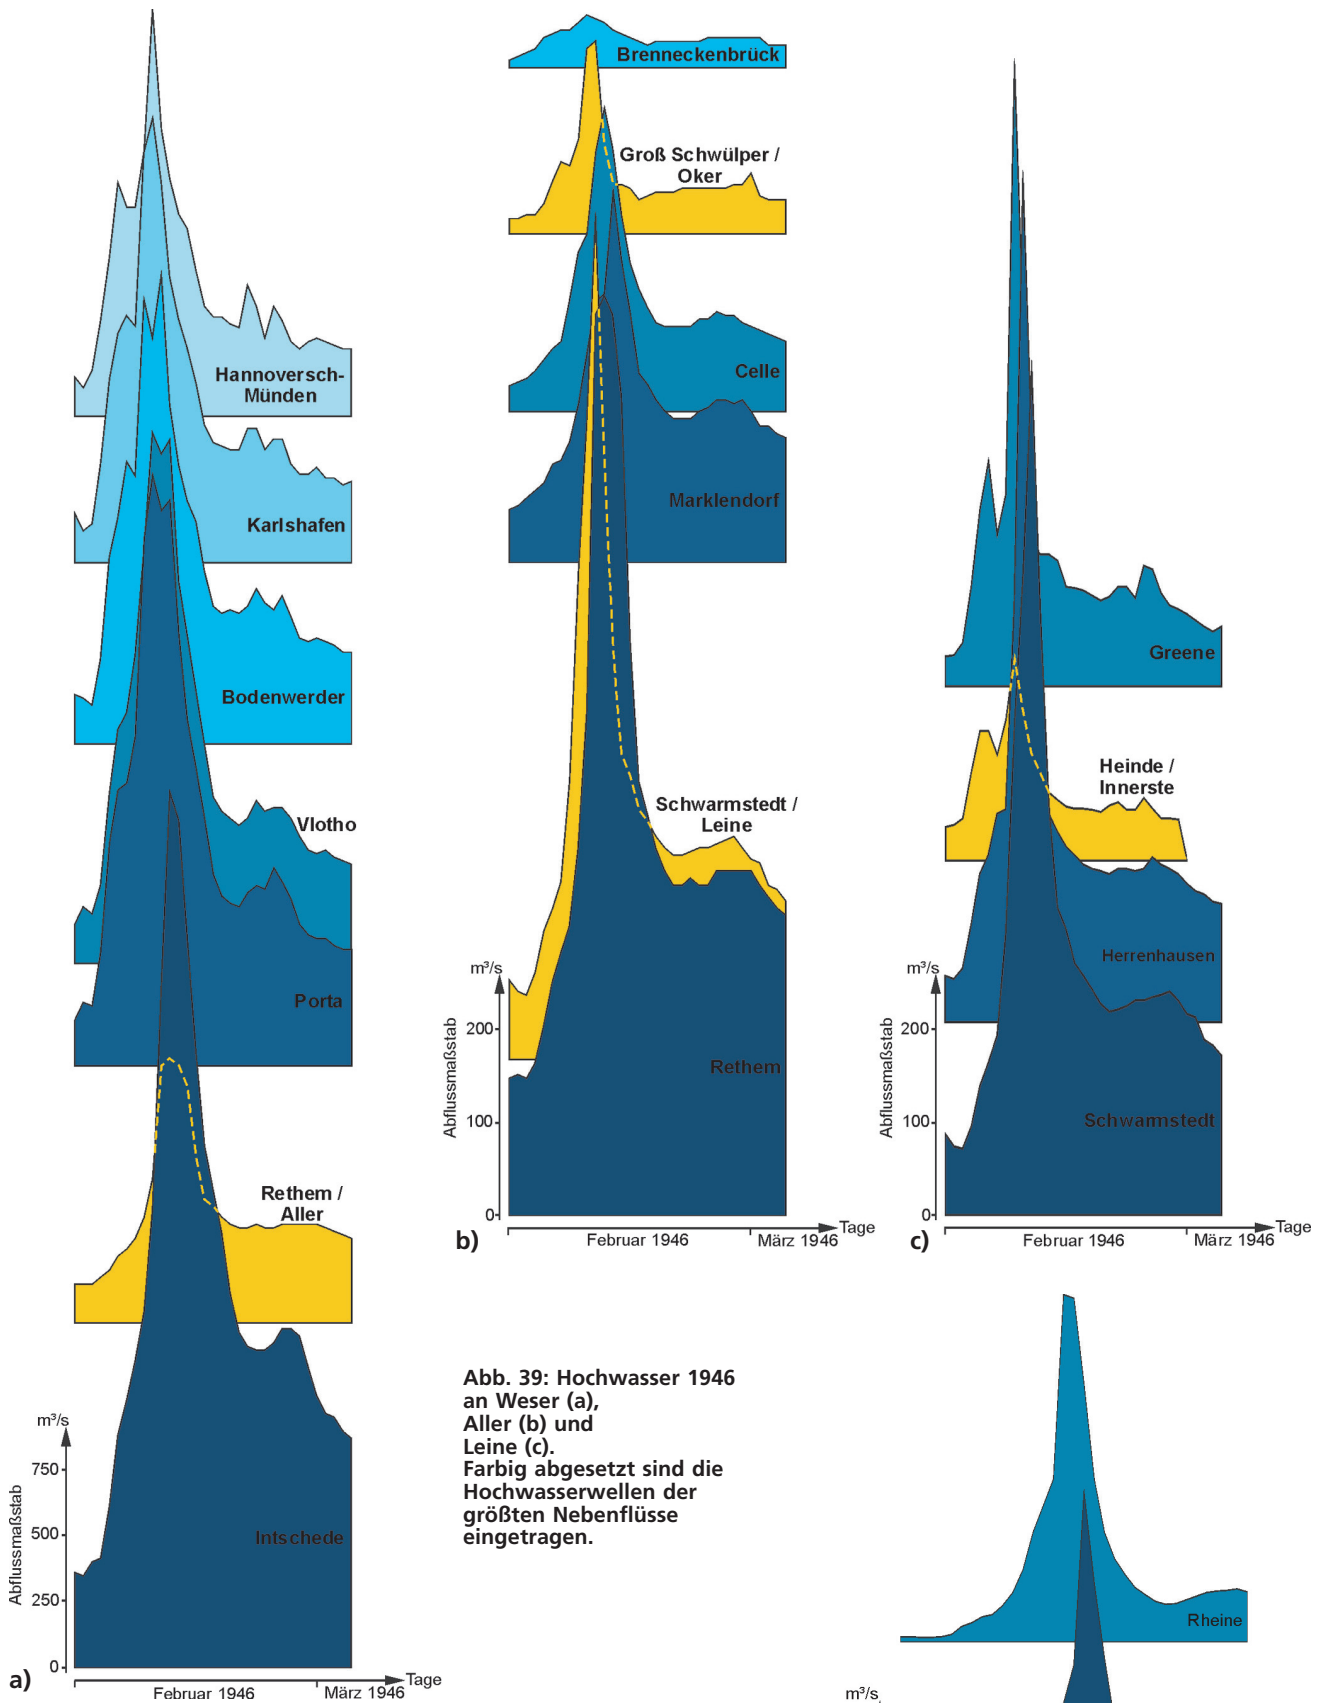 Hannoversch-
Münden
Karlshafen
Bodenwerder
Vlotho
Porta
Rethem /
Aller
Intschede
m³/s
Abflussmaßstab
750
500
250
0
Tage
Februar 1946
März 1946
a)
Brenneckenbrück
Groß Schwülper /
Oker
Celle
Marklendorf
Schwarmstedt /
Leine
Rethem
m³/s
Abflussmaßstab
200
100
0
Tage
Februar 1946
März 1946
b)
Greene
Heinde /
Innerste
Herrenhausen
Schwarmstedt
m³/s
Abflussmaßstab
200
100
0
Tage
Februar 1946
März 1946
c)
Abb. 39: Hochwasser 1946
an Weser (a),
Aller (b) und
Leine (c).
Farbig abgesetzt sind die
Hochwasserwellen der
größten Nebenflüsse
eingetragen.
Rheine
m³/s